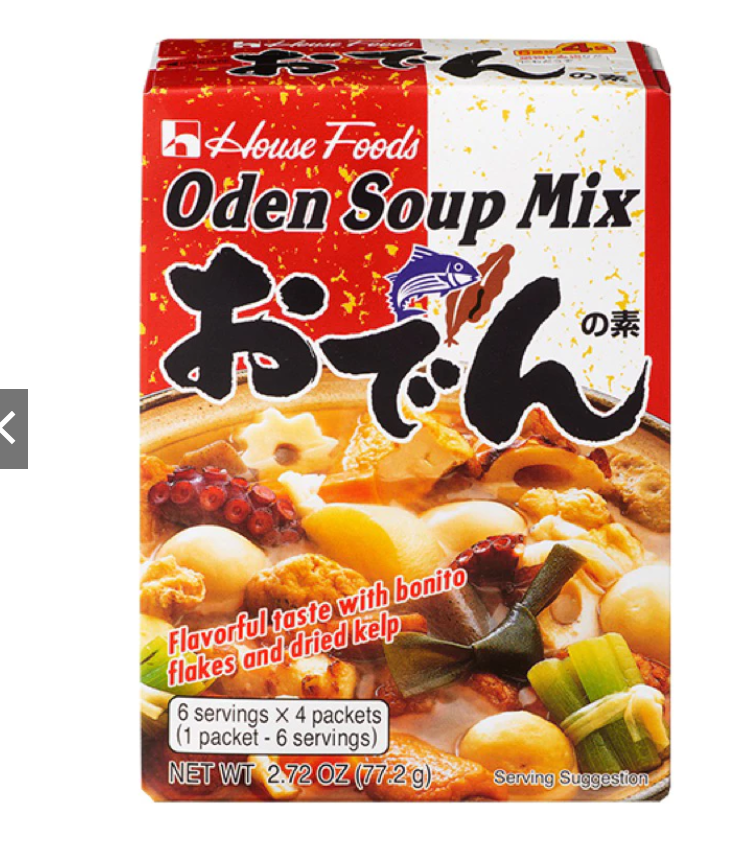 House Foods
おでんの素
4袋
House Foods
Oden Soup Mix
おでんの素
Flavorful taste with bonito
flakes and dried kelp
6 servings × 4 packets
(1 packet - 6 servings)
NET WT 2.72 OZ (77.2 g)
Serving Suggestion